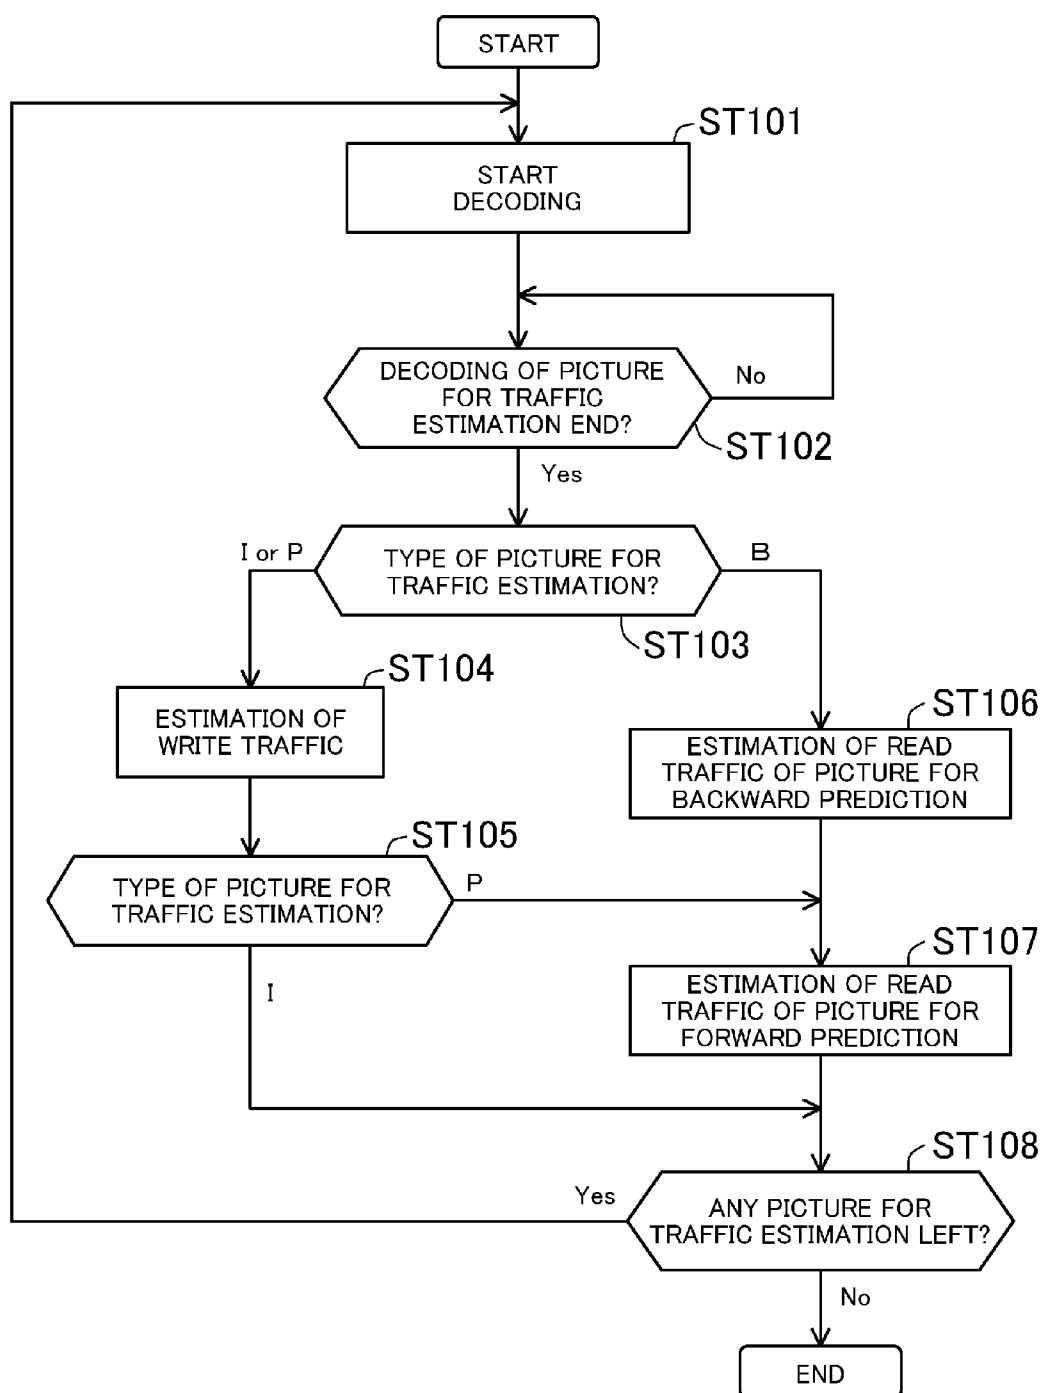 START
ST101
START
DECODING
DECODING OF PICTURE
FOR TRAFFIC
ESTIMATION END?
No
ST102
Yes
I or P
TYPE OF PICTURE FOR
TRAFFIC ESTIMATION?
B
ST103
ST104
ESTIMATION OF
WRITE TRAFFIC
ST106
ESTIMATION OF READ
TRAFFIC OF PICTURE FOR
BACKWARD PREDICTION
ST105
TYPE OF PICTURE FOR
TRAFFIC ESTIMATION?
P
I
ST107
ESTIMATION OF READ
TRAFFIC OF PICTURE FOR
FORWARD PREDICTION
ST108
Yes
ANY PICTURE FOR
TRAFFIC ESTIMATION LEFT?
No
END